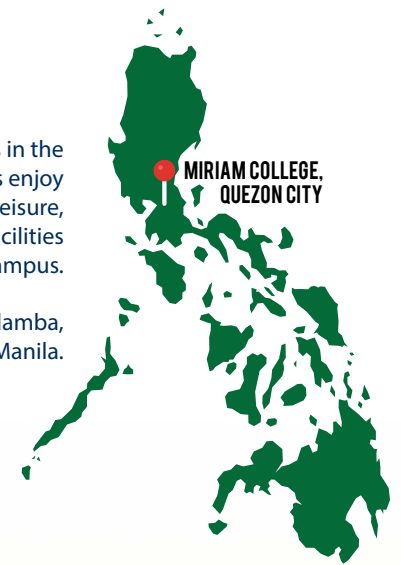 in the
enjoy
eisure,
cilities
ampus.
lamba,
Manila.
MIRIAM COLLEGE,
QUEZON CITY